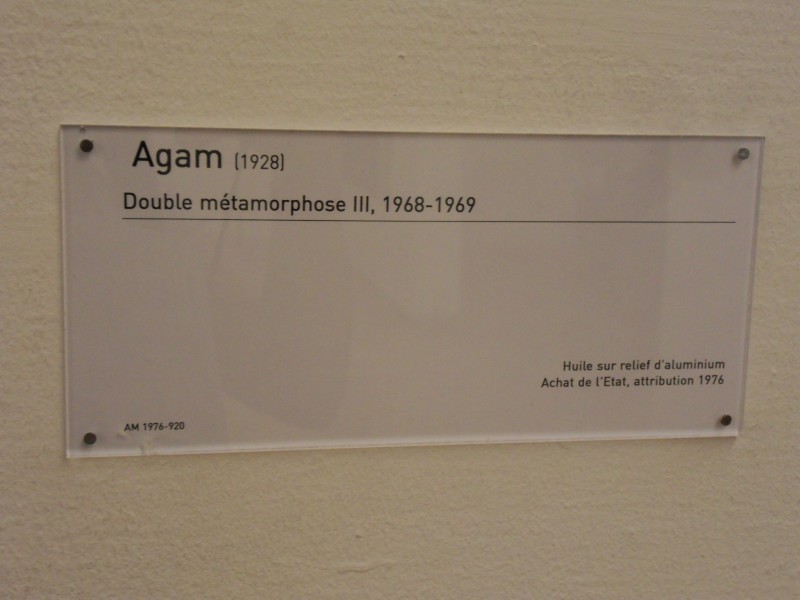 Agam (1928)
Double métamorphose III, 1968-1969
Huile sur relief d'aluminium
Achat de l'Etat, attribution 1976
AM 1976-920